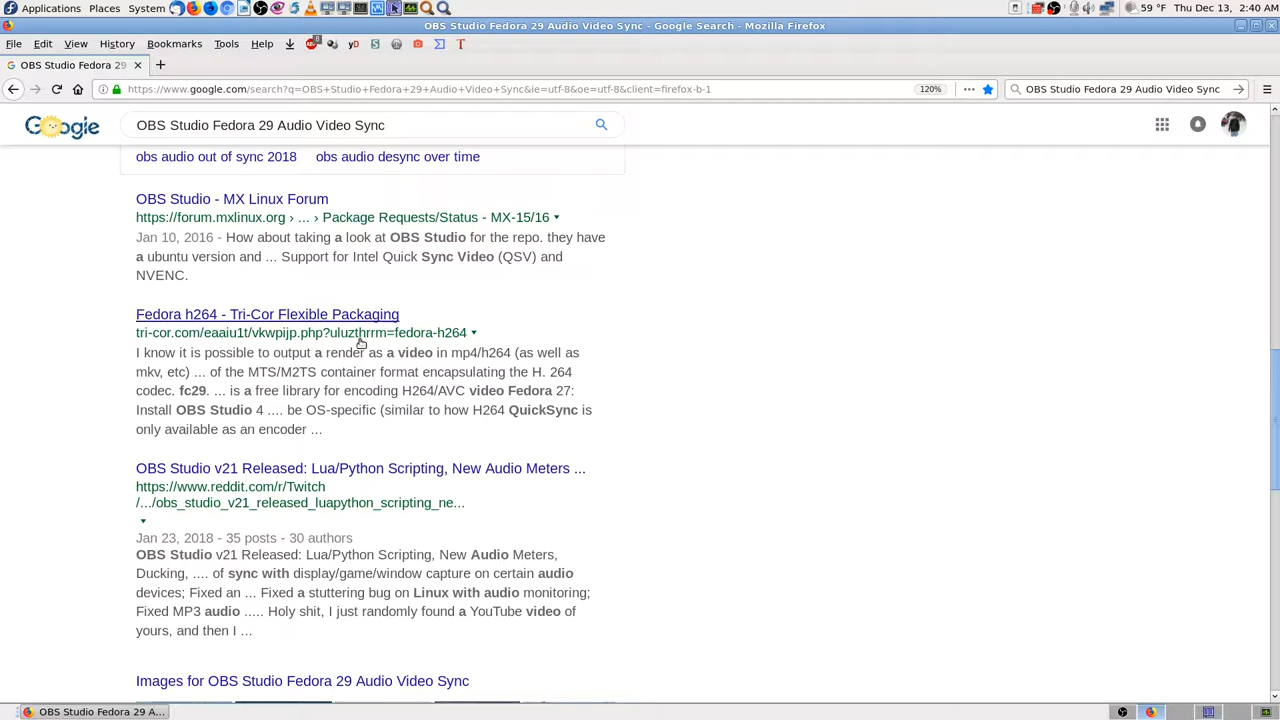 Applications Places System 59 °F Thu Dec 13, 2:40 AM
OBS Studio Fedora 29 Audio Video Sync - Google Search - Mozilla Firefox
File Edit View History Bookmarks Tools Help
OBS Studio Fedora 29
https://www.google.com/search?q=OBS+Studio+Fedora+29+Audio+Video+Sync&ie=utf-8&oe=utf-8&client=firefox-b-1 120% OBS Studio Fedora 29 Audio Video Sync
Google OBS Studio Fedora 29 Audio Video Sync
obs audio out of sync 2018 obs audio desync over time
OBS Studio - MX Linux Forum
https://forum.mxlinux.org › ... › Package Requests/Status - MX-15/16
Jan 10, 2016 - How about taking a look at OBS Studio for the repo. they have
a ubuntu version and ... Support for Intel Quick Sync Video (QSV) and
NVENC.
Fedora h264 - Tri-Cor Flexible Packaging
tri-cor.com/eaaiu1t/vkwpijp.php?uluzthrrm=fedora-h264
I know it is possible to output a render as a video in mp4/h264 (as well as
mkv, etc) ... of the MTS/M2TS container format encapsulating the H. 264
codec. fc29. ... is a free library for encoding H264/AVC video Fedora 27:
Install OBS Studio 4 .... be OS-specific (similar to how H264 QuickSync is
only available as an encoder ...
OBS Studio v21 Released: Lua/Python Scripting, New Audio Meters ...
https://www.reddit.com/r/Twitch
/.../obs_studio_v21_released_luapython_scripting_ne...
Jan 23, 2018 - 35 posts - 30 authors
OBS Studio v21 Released: Lua/Python Scripting, New Audio Meters,
Ducking, .... of sync with display/game/window capture on certain audio
devices; Fixed an ... Fixed a stuttering bug on Linux with audio monitoring;
Fixed MP3 audio ..... Holy shit, I just randomly found a YouTube video of
yours, and then I ...
Images for OBS Studio Fedora 29 Audio Video Sync
OBS Studio Fedora 29 A...